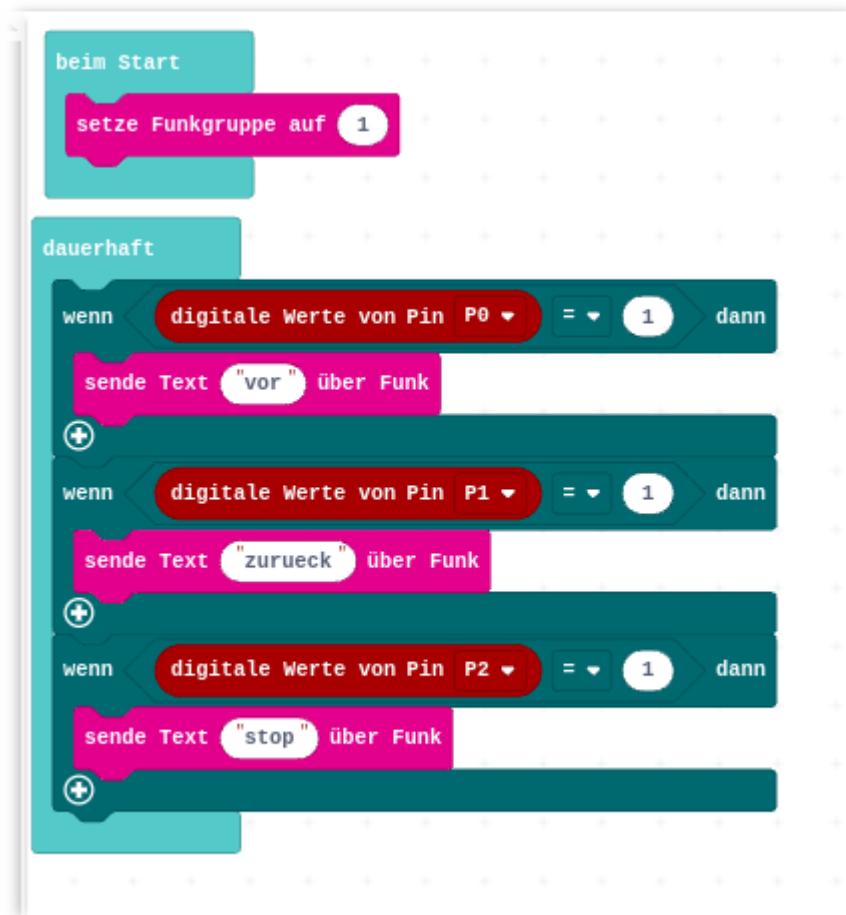 beim Start
setze Funkgruppe auf 1
dauerhaft
wenn digitale Werte von Pin P0 = 1 dann
sende Text "vor" über Funk
wenn digitale Werte von Pin P1 = 1 dann
sende Text "zurueck" über Funk
wenn digitale Werte von Pin P2 = 1 dann
sende Text "stop" über Funk